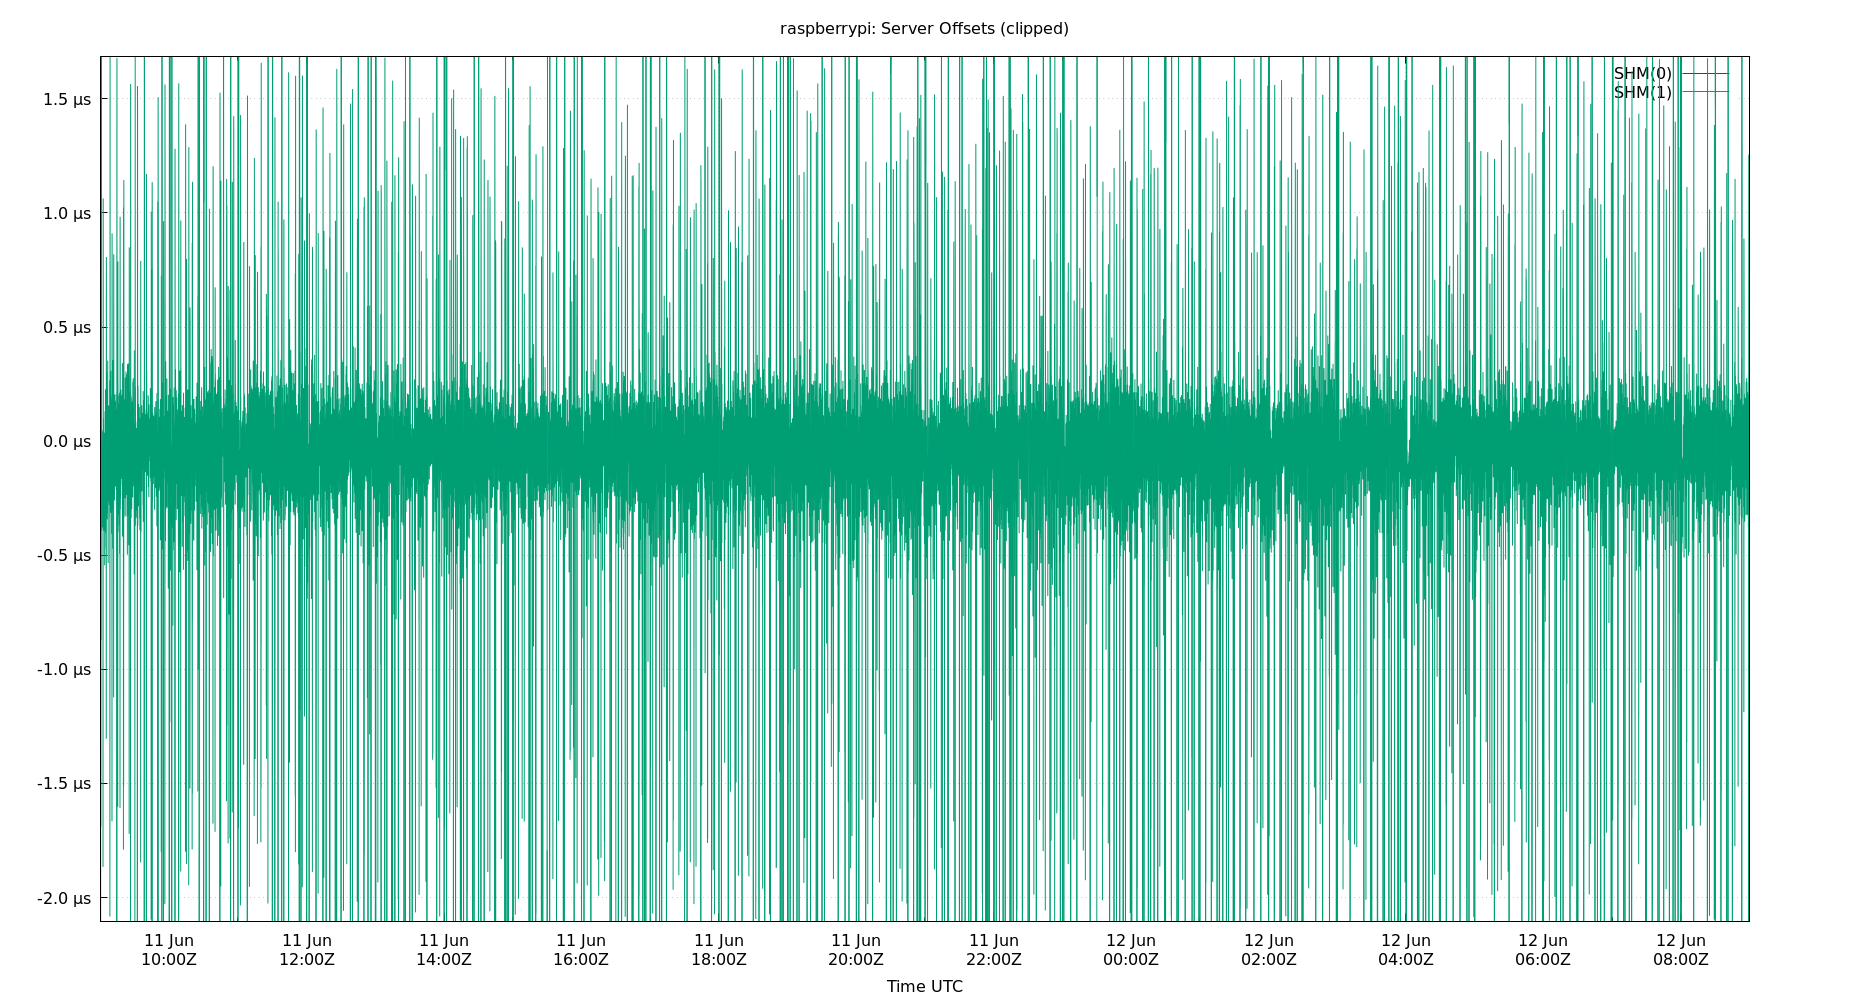 raspberrypi: Server Offsets (clipped)
SHM(0)
SHM(1)
1.5 µs
1.0 µs
0.5 µs
0.0 µs
-0.5 µs
-1.0 µs
-1.5 µs
-2.0 µs
11 Jun 11 Jun 11 Jun 11 Jun 11 Jun 11 Jun 11 Jun 12 Jun 12 Jun 12 Jun 12 Jun 12 Jun
10:00Z 12:00Z 14:00Z 16:00Z 18:00Z 20:00Z 22:00Z 00:00Z 02:00Z 04:00Z 06:00Z 08:00Z
Time UTC